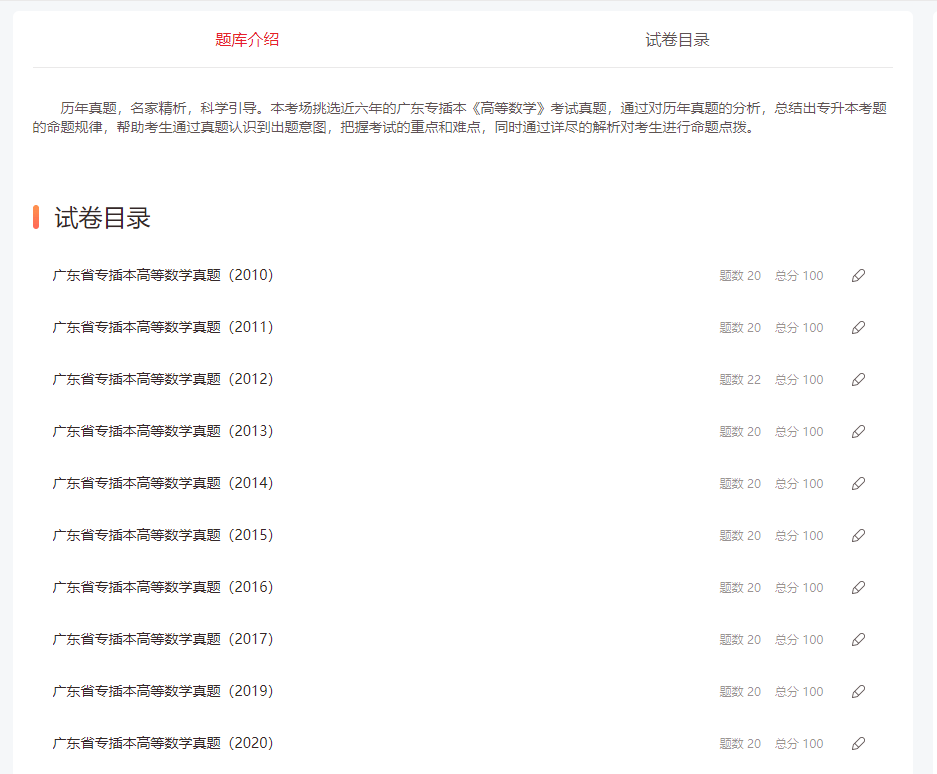 题库介绍 试卷目录
历年真题，名家精析，科学引导。本考场挑选近六年的广东专插本《高等数学》考试真题，通过对历年真题的分析，总结出专升本考题
的命题规律，帮助考生通过真题认识到出题意图，把握考试的重点和难点，同时通过详尽的解析对考生进行命题点拨。
试卷目录
广东省专插本高等数学真题（2010） 题数 20 总分 100
广东省专插本高等数学真题（2011） 题数 20 总分 100
广东省专插本高等数学真题（2012） 题数 22 总分 100
广东省专插本高等数学真题（2013） 题数 20 总分 100
广东省专插本高等数学真题（2014） 题数 20 总分 100
广东省专插本高等数学真题（2015） 题数 20 总分 100
广东省专插本高等数学真题（2016） 题数 20 总分 100
广东省专插本高等数学真题（2017） 题数 20 总分 100
广东省专插本高等数学真题（2019） 题数 20 总分 100
广东省专插本高等数学真题（2020） 题数 20 总分 100